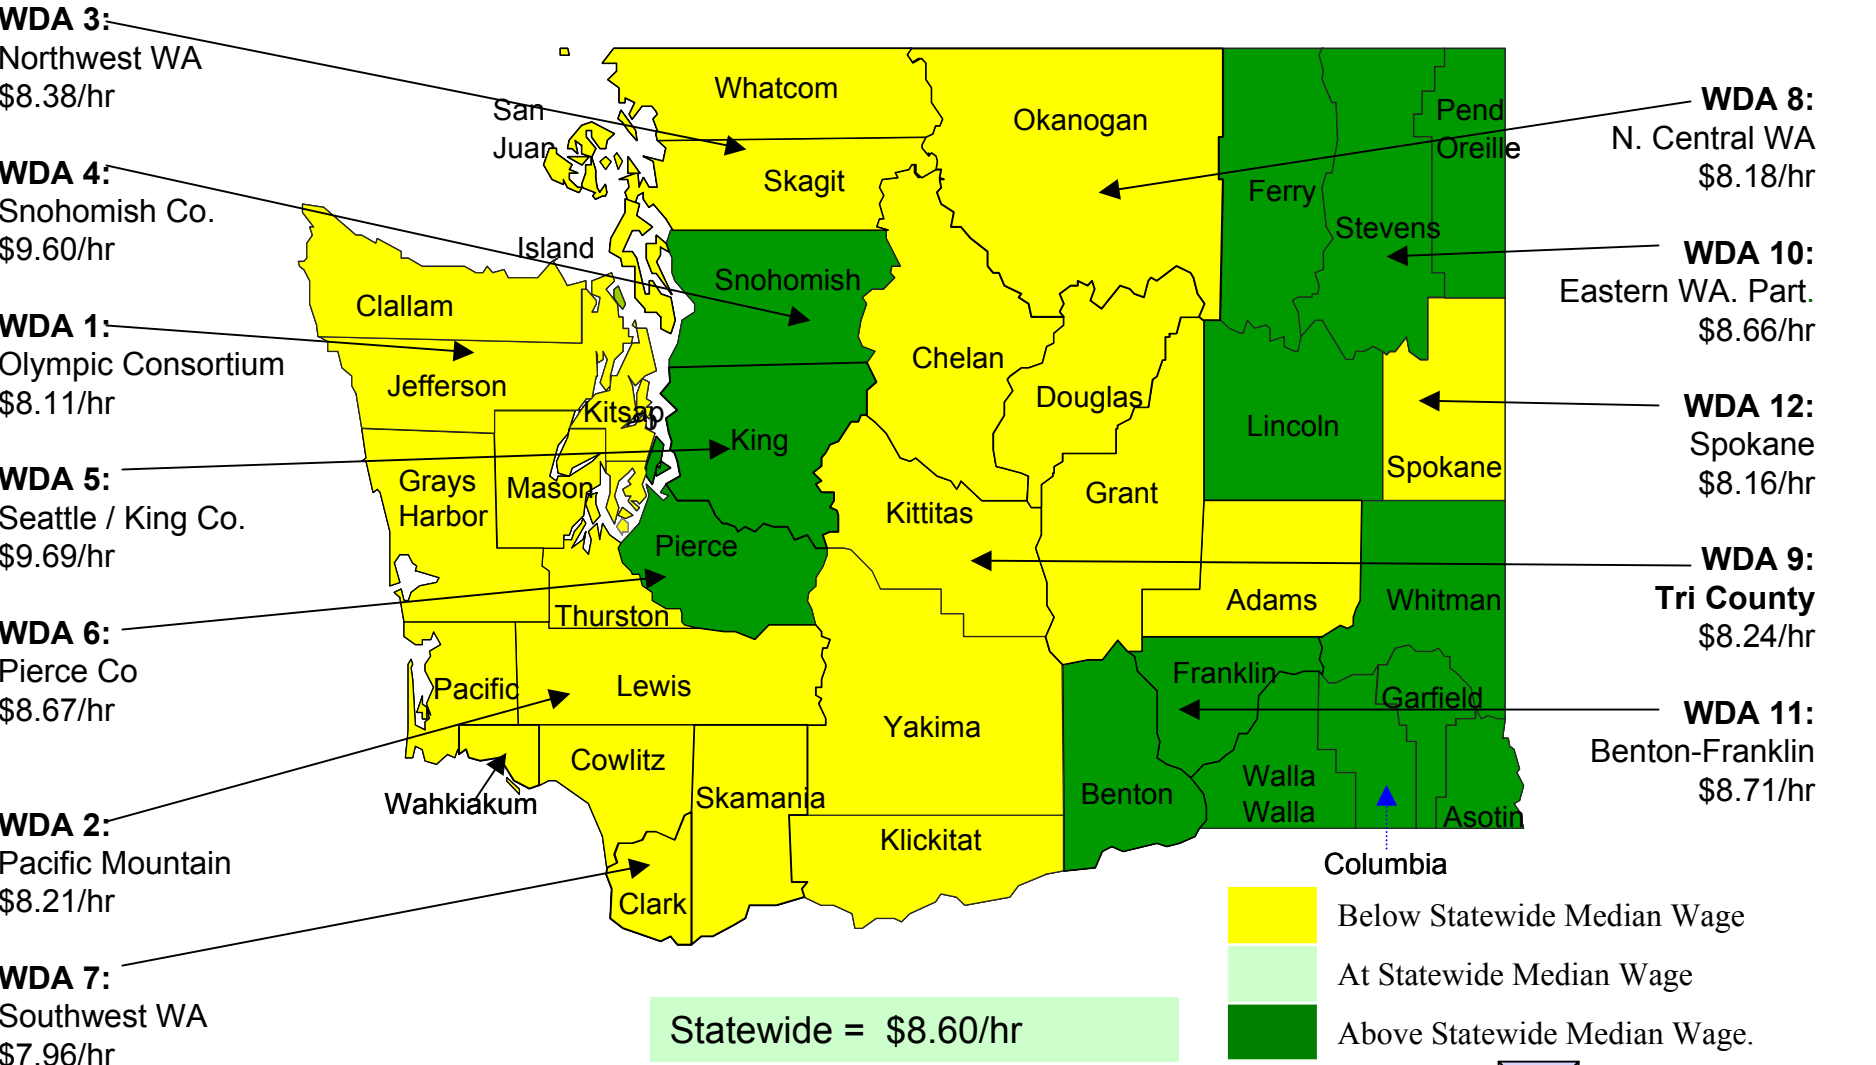 WDA 3:
Northwest WA
$8.38/hr
WDA 4:
Snohomish Co.
$9.60/hr
WDA 1:
Olympic Consortium
$8.11/hr
WDA 5:
Seattle / King Co.
$9.69/hr
WDA 6:
Pierce Co
$8.67/hr
WDA 2:
Pacific Mountain
$8.21/hr
WDA 7:
Southwest WA
$7.96/hr
San
Juan
Island
Whatcom
Skagit
Snohomish
Okanogan
Ferry
Stevens
Pend
Oreille
Clallam
Jefferson
Kitsap
Grays
Harbor
Mason
King
Pierce
Thurston
Chelan
Douglas
Kittitas
Grant
Lincoln
Spokane
Adams
Whitman
Pacific
Lewis
Wahkiakum
Cowlitz
Skamania
Clark
Yakima
Klickitat
Benton
Franklin
Walla
Walla
Garfield
Asotin
Columbia
WDA 8:
N. Central WA
$8.18/hr
WDA 10:
Eastern WA. Part.
$8.66/hr
WDA 12:
Spokane
$8.16/hr
WDA 9:
Tri County
$8.24/hr
WDA 11:
Benton-Franklin
$8.71/hr
Below Statewide Median Wage
At Statewide Median Wage
Above Statewide Median Wage.
Statewide = $8.60/hr